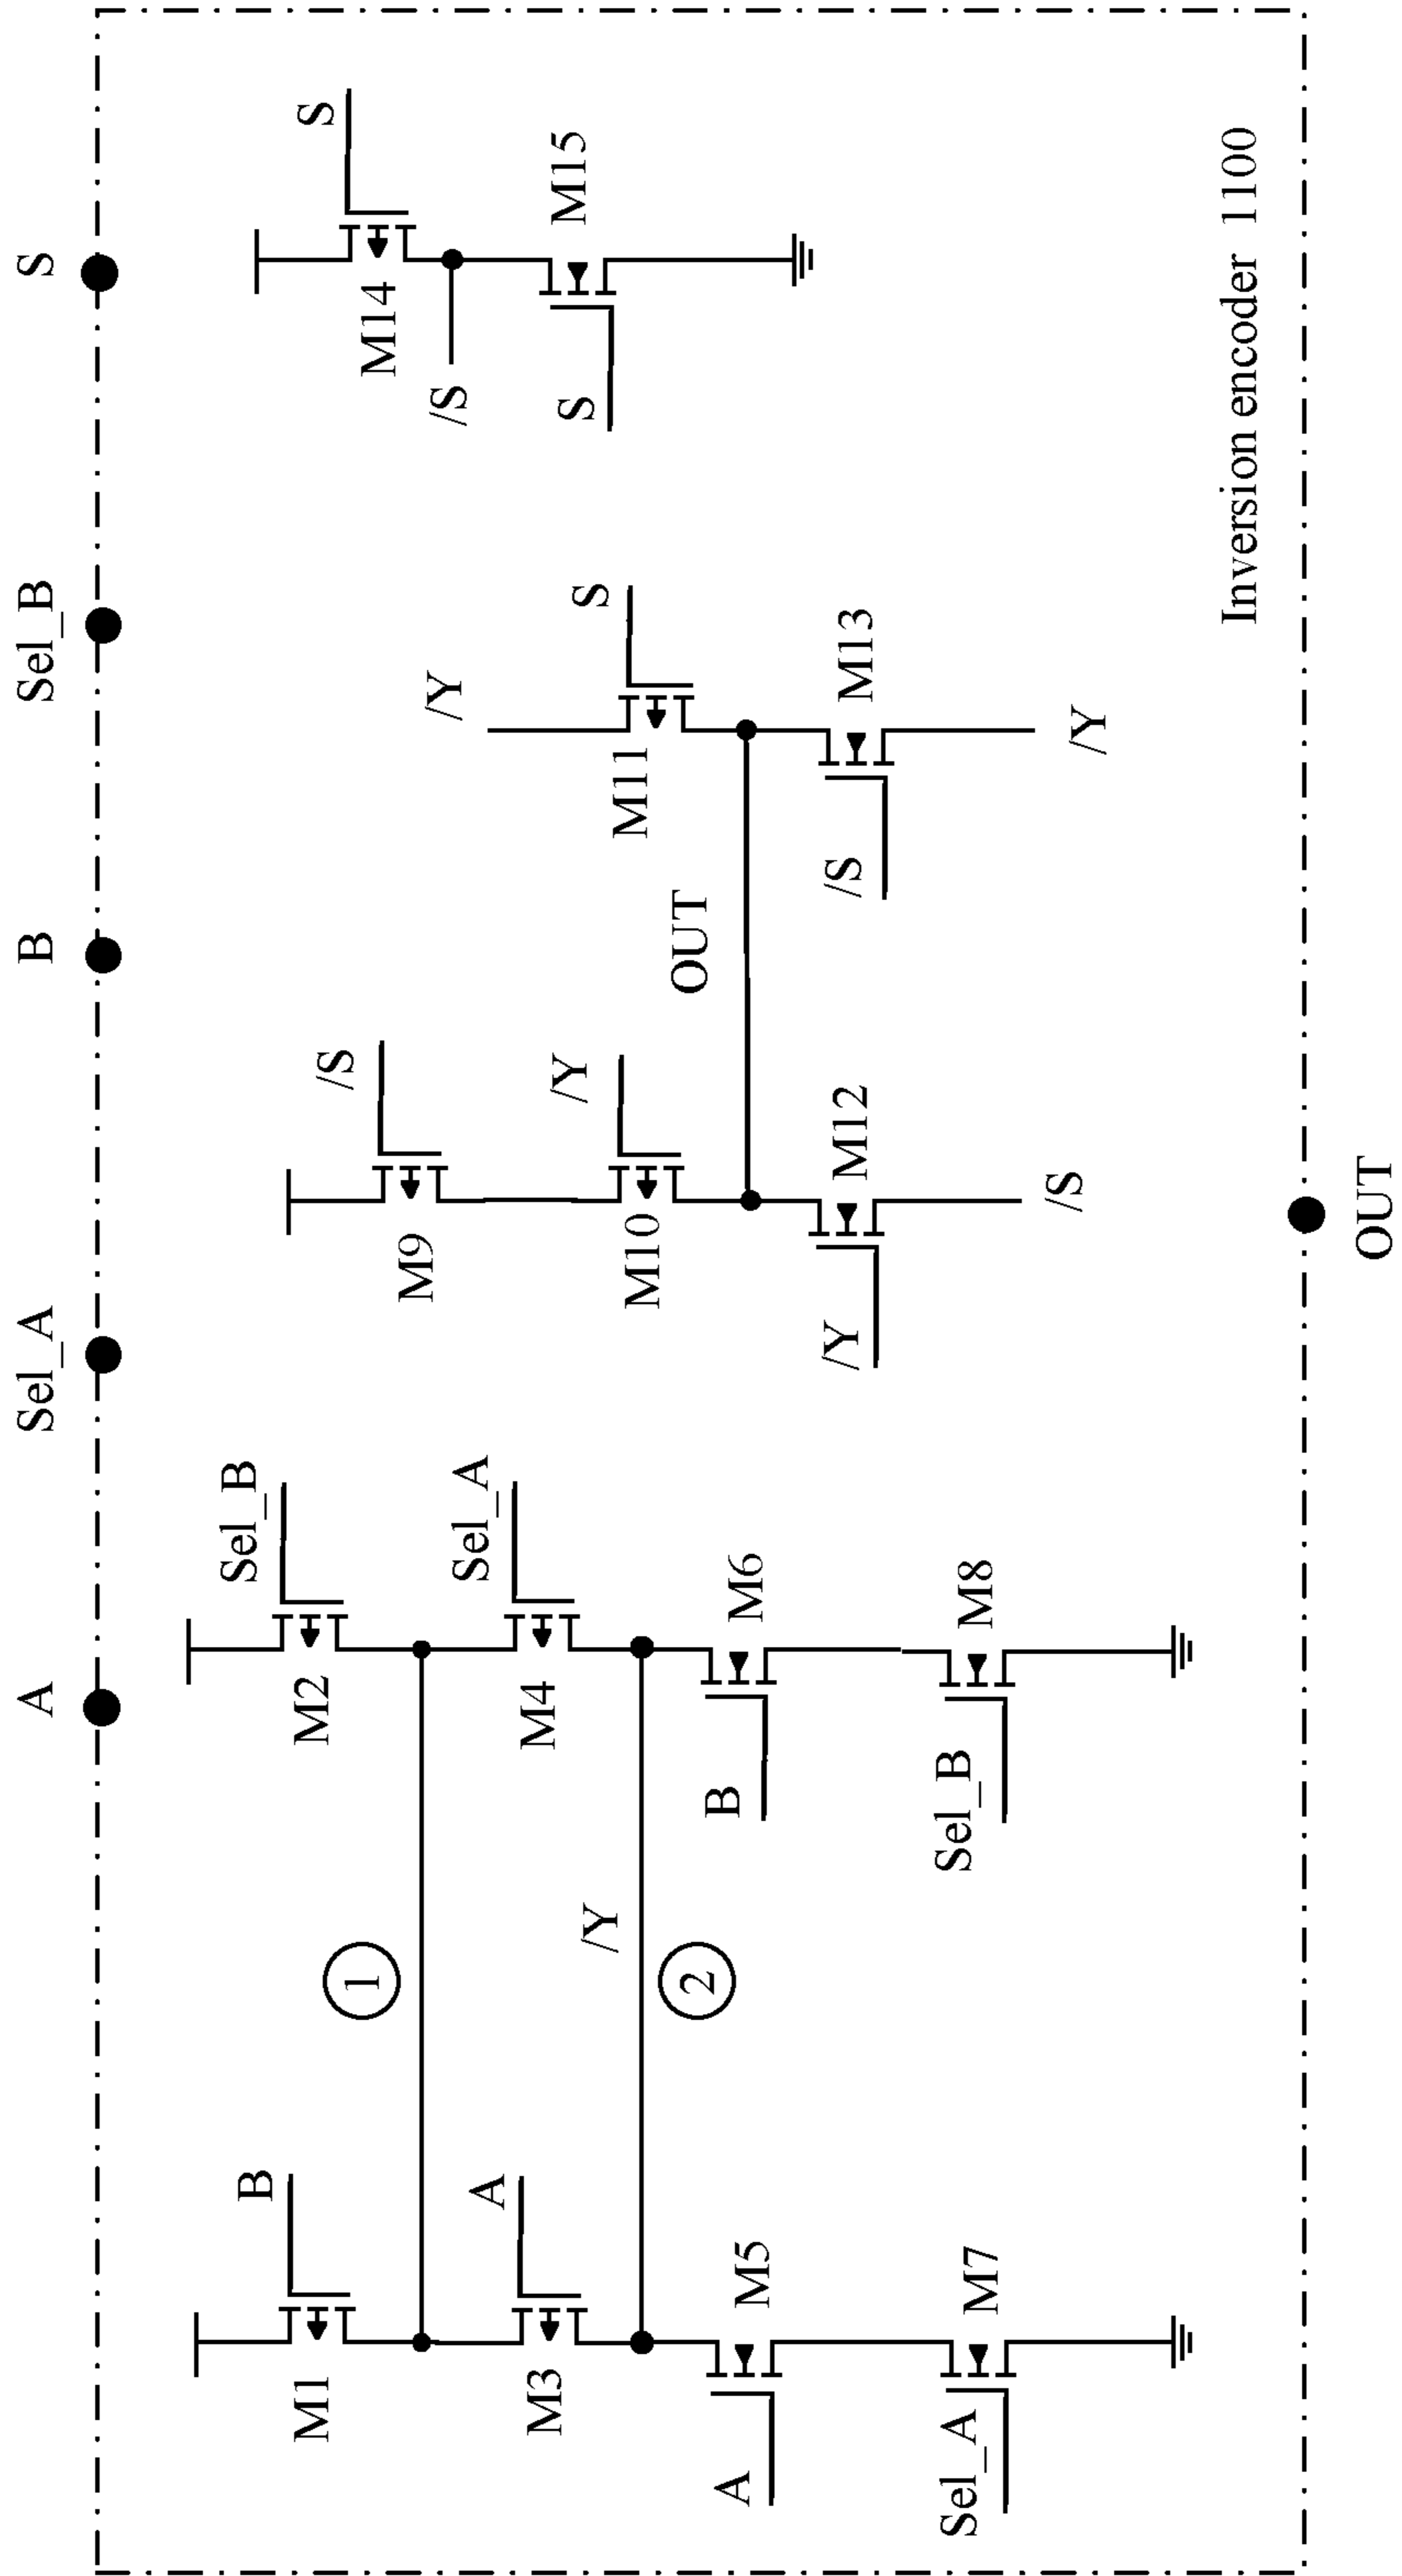 A
Sel_A
B
Sel_B
S
B
M1
Sel_B
M2
/S
M9
/Y
S
M14
S
/S
M15
S
1
A
M3
Sel_A
M4
/Y
M10
S
M11
/Y
2
OUT
M5
A
M6
B
M12
/Y
M13
/S
M7
Sel_A
M8
Sel_B
/S
/Y
Inversion encoder 1100
OUT